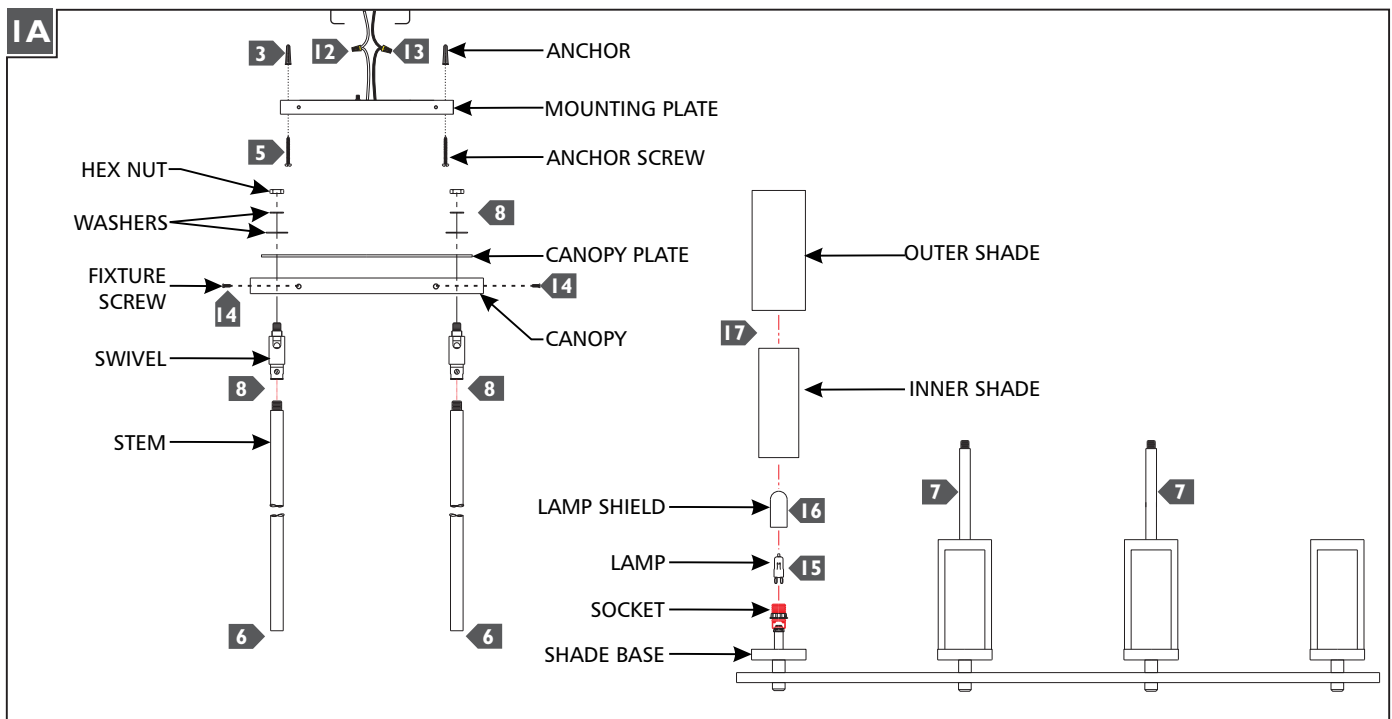 1A
3
12
13
ANCHOR
MOUNTING PLATE
5
ANCHOR SCREW
HEX NUT
WASHERS
8
CANOPY PLATE
FIXTURE
SCREW
14
14
CANOPY
SWIVEL
8
8
STEM
6
6
OUTER SHADE
17
INNER SHADE
LAMP SHIELD
16
LAMP
15
SOCKET
SHADE BASE
7
7